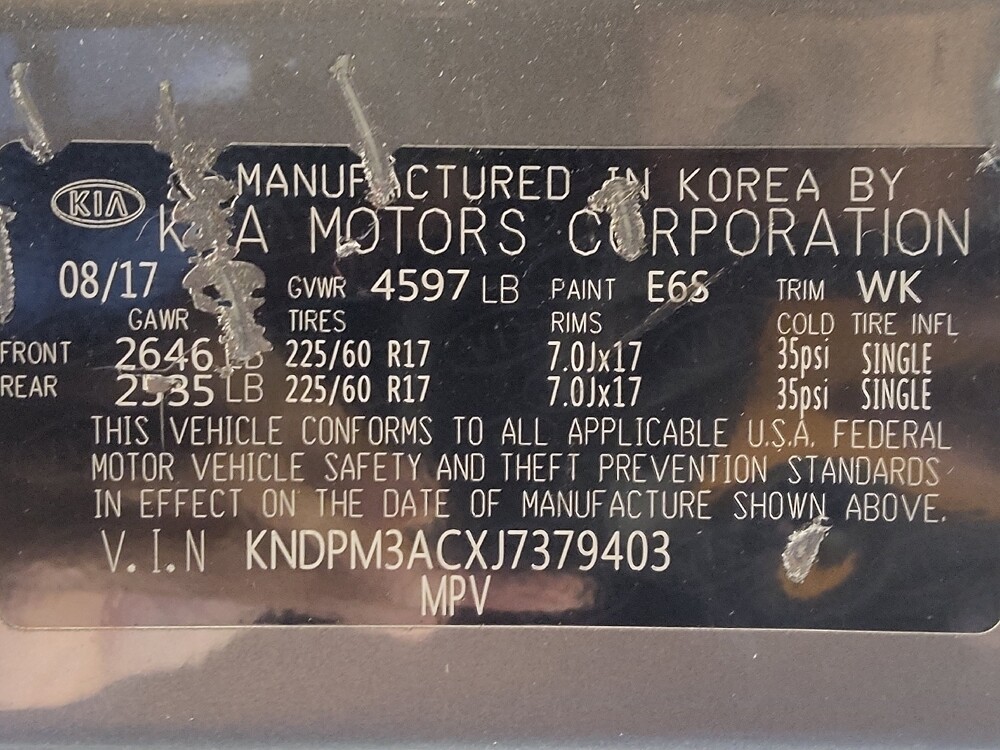 KIA MANUFACTURED IN KOREA BY
KIA MOTORS CORPORATION
08/17 GVWR 4597 LB PAINT E6S TRIM WK
GAWR TIRES RIMS COLD TIRE INFL
FRONT 2646 LB 225/60 R17 7.0Jx17 35psi SINGLE
REAR 2535 LB 225/60 R17 7.0Jx17 35psi SINGLE
THIS VEHICLE CONFORMS TO ALL APPLICABLE U.S.A. FEDERAL
MOTOR VEHICLE SAFETY AND THEFT PREVENTION STANDARDS
IN EFFECT ON THE DATE OF MANUFACTURE SHOWN ABOVE.
V.I.N KNDPM3ACXJ7379403
MPV